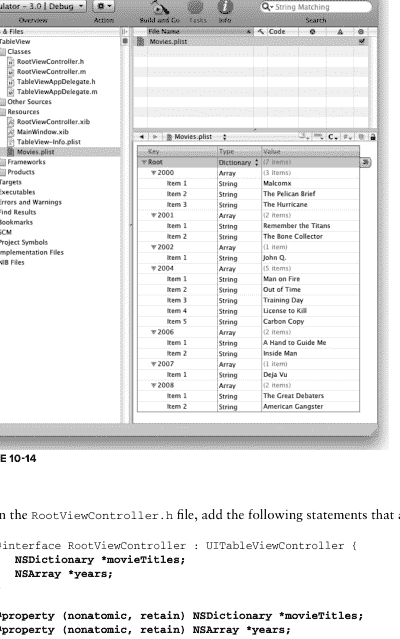 ulator - 3.0 | Debug
String Matching
Overview
Action
Build and Go
Tasks
Info
Search
& Files
File Name
Code
TableView
Movies.plist
Classes
RootViewController.h
RootViewController.m
TableViewAppDelegate.h
TableViewAppDelegate.m
Other Sources
Resources
RootViewController.xib
MainWindow.xib
TableView-Info.plist
Movies.plist
Frameworks
Products
Targets
Executables
Errors and Warnings
Find Results
Bookmarks
SCM
Project Symbols
Implementation Files
NIB Files
Movies.plist
Key Type Value
Root Dictionary (7 items)
2000 Array (3 items)
Item 1 String Malcomx
Item 2 String The Pelican Brief
Item 3 String The Hurricane
2001 Array (2 items)
Item 1 String Remember the Titans
Item 2 String The Bone Collector
2002 Array (1 item)
Item 1 String John Q.
2004 Array (5 items)
Item 1 String Man on Fire
Item 2 String Out of Time
Item 3 String Training Day
Item 4 String License to Kill
Item 5 String Carbon Copy
2006 Array (2 items)
Item 1 String A Hand to Guide Me
Item 2 String Inside Man
2007 Array (1 item)
Item 1 String Deja Vu
2008 Array (2 items)
Item 1 String The Great Debaters
Item 2 String American Gangster
E 10-14
n the RootViewController.h file, add the following statements that a
interface RootViewController : UITableViewController {
NSDictionary *movieTitles;
NSArray *years;
property (nonatomic, retain) NSDictionary *movieTitles;
property (nonatomic, retain) NSArray *years;